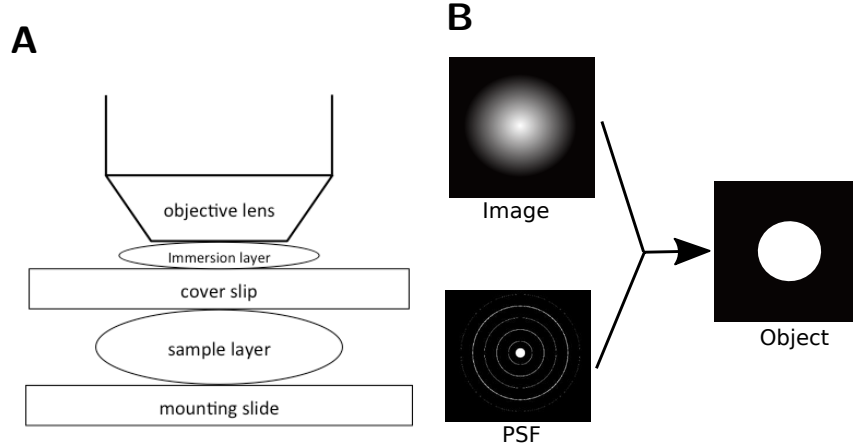 A
objective lens
Immersion layer
cover slip
sample layer
mounting slide
B
Image
PSF
Object